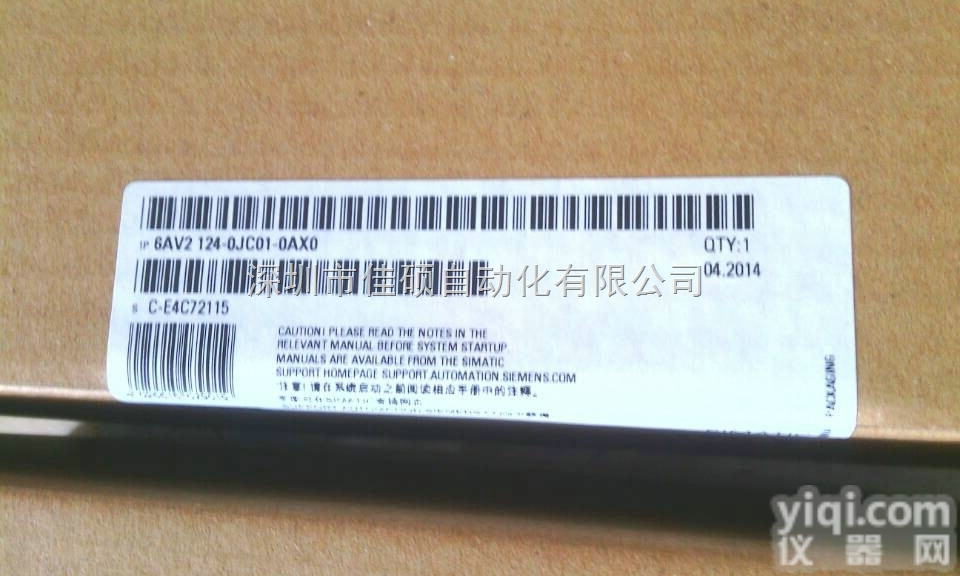 1P 6AV2 124-0JC01-0AX0
QTY:1
04.2014
深圳市佳硕自动化有限公司
S C-E4C72115
CAUTION! PLEASE READ THE NOTES IN THE
RELEVANT MANUAL BEFORE SYSTEM STARTUP
MANUALS ARE AVAILABLE FROM THE SIMATIC
SUPPORT HOMEPAGE SUPPORT.AUTOMATION.SIEMENS.COM
注意!请在系统启动之前阅读相应手册中的注释。
PACKAGING
yiqi.com
仪器网